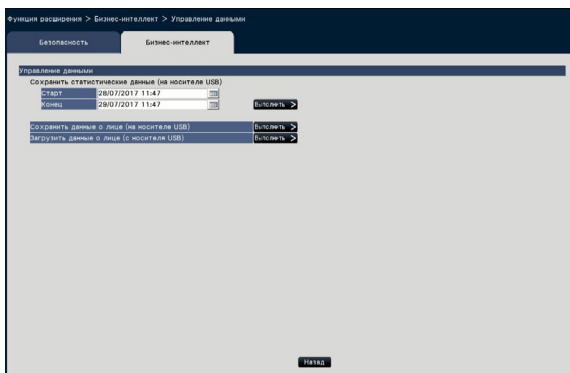 Функция расширения > Бизнес-интеллект > Управление данными
Безопасность Бизнес-интеллект
Управление данными
Сохранить статистические данные (на носителе USB)
Старт 28/07/2017 11:47
Конец 29/07/2017 11:47 Выполнить >
Сохранить данные о лице (на носителе USB) Выполнить >
Загрузить данные о лице (с носителя USB) Выполнить >
Назад